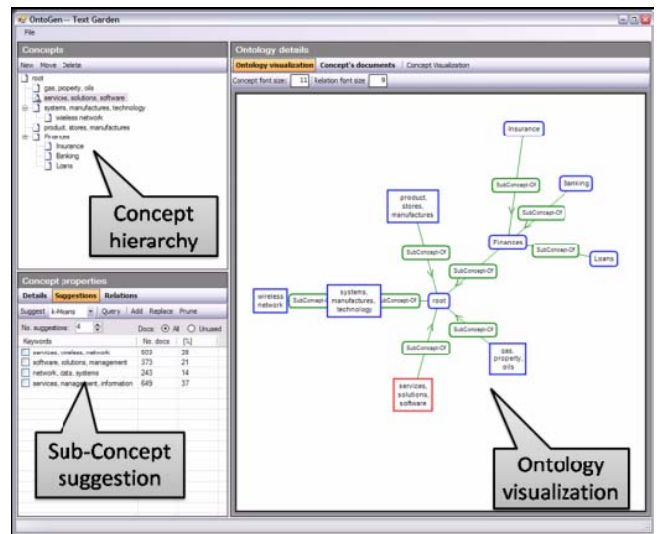 OntoGen -- Text Garden
File
Concepts
New Move Delete
root
gas, property, oils
services, solutions, software
systems, manufactures, technology
wireless network
product, stores, manufactures
Finances
Insurance
Banking
Loans
Concept
hierarchy
Concept properties
Details Suggestions Relations
Suggest k-Means Query Add Replace Prune
No. suggestions: 4 Docs: All Unused
Keywords No. docs [%]
services, wireless, network 503 28
software, solutions, management 373 21
network, data, systems 243 14
services, management, information 649 37
Sub-Concept
suggestion
Ontology details
Ontology visualization Concept's documents Concept Visualization
Concept font size: 11 Relation font size 9
Insurance
SubConcept-Of
Banking
SubConcept-Of
product,
stores,
manufactures
Finances
SubConcept-Of
Loans
SubConcept-Of
SubConcept-Of
wireless
network
SubConcept-Of
systems,
manufactures,
technology
SubConcept-Of
root
SubConcept-Of
SubConcept-Of
gas,
property,
oils
services,
solutions,
software
Ontology
visualization